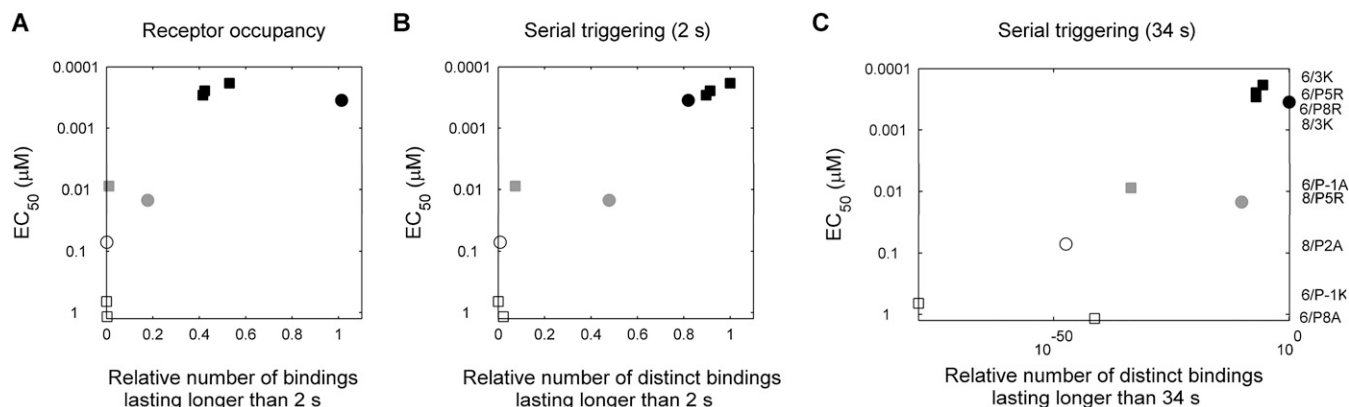 A
Receptor occupancy
0.0001
0.001
0.01
0.1
1
EC50 (µM)
0
0.2
0.4
0.6
0.8
1
Relative number of bindings
lasting longer than 2 s
B
Serial triggering (2 s)
0.0001
0.001
0.01
0.1
1
EC50 (µM)
0
0.2
0.4
0.6
0.8
1
Relative number of distinct bindings
lasting longer than 2 s
C
Serial triggering (34 s)
0.0001
0.001
0.01
0.1
1
EC50 (µM)
10-50
100
Relative number of distinct bindings
lasting longer than 34 s
6/3K
6/P5R
6/P8R
8/3K
6/P-1A
8/P5R
8/P2A
6/P-1K
6/P8A